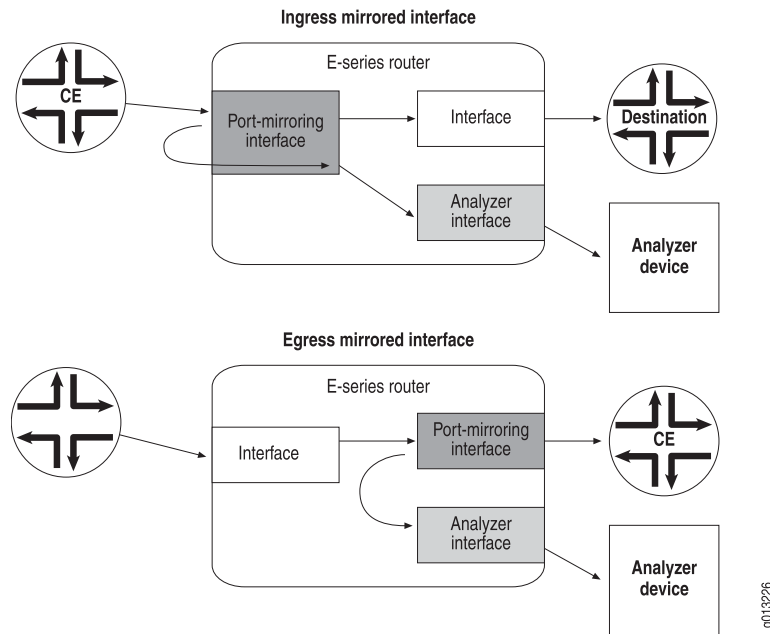 Ingress mirrored interface
E-series router
CE
Port-mirroring
interface
Interface
Destination
Analyzer
interface
Analyzer
device
Egress mirrored interface
E-series router
Interface
Port-mirroring
interface
CE
Analyzer
interface
Analyzer
device
g013226